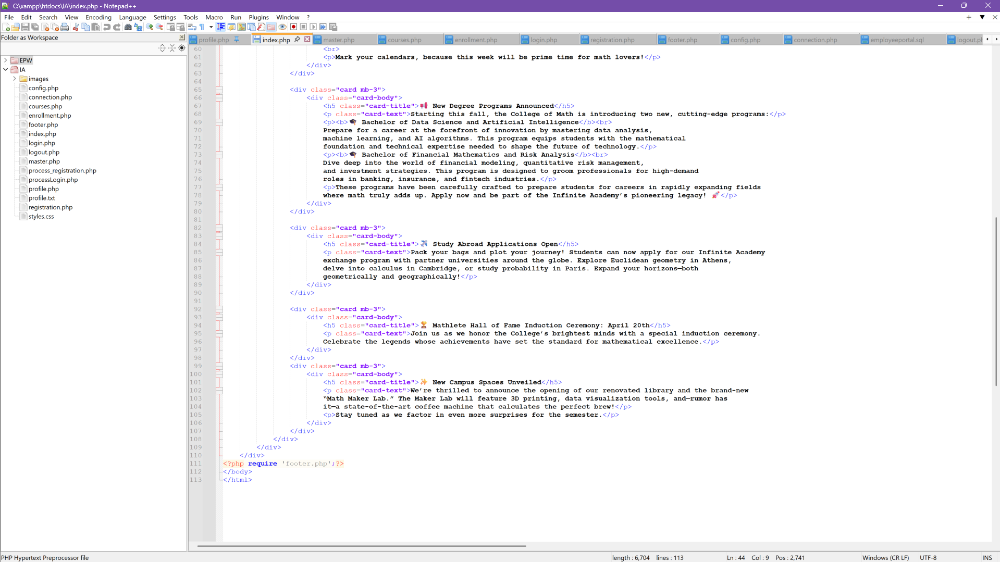 C:\xampp\htdocs\IA\index.php - Notepad++
File Edit Search View Encoding Language Settings Tools Macro Run Plugins Window ?
Folder as Workspace
profile.php index.php master.php courses.php enrollment.php login.php registration.php footer.php config.php connection.php employeeportal.sql logout.ph
EPW
IA
images
config.php
connection.php
courses.php
enrollment.php
footer.php
index.php
login.php
logout.php
master.php
process_registration.php
processLogin.php
profile.php
profile.txt
registration.php
styles.css
60 <br>
61 <p>Mark your calendars, because this week will be prime time for math lovers!</p>
62 </div>
63 </div>
64
65 <div class="card mb-3">
66 <div class="card-body">
67 <h5 class="card-title">📢 New Degree Programs Announced</h5>
68 <p class="card-text">Starting this fall, the College of Math is introducing two new, cutting-edge programs:</p>
69 <p><b>🎓 Bachelor of Data Science and Artificial Intelligence</b><br>
70 Prepare for a career at the forefront of innovation by mastering data analysis,
71 machine learning, and AI algorithms. This program equips students with the mathematical
72 foundation and technical expertise needed to shape the future of technology.</p>
73 <p><b>🎓 Bachelor of Financial Mathematics and Risk Analysis</b><br>
74 Dive deep into the world of financial modeling, quantitative risk management,
75 and investment strategies. This program is designed to groom professionals for high-demand
76 roles in banking, insurance, and fintech industries.</p>
77 <p>These programs have been carefully crafted to prepare students for careers in rapidly expanding fields
78 where math truly adds up. Apply now and be part of the Infinite Academy’s pioneering legacy! 🚀</p>
79 </div>
80 </div>
81
82 <div class="card mb-3">
83 <div class="card-body">
84 <h5 class="card-title">✈️ Study Abroad Applications Open</h5>
85 <p class="card-text">Pack your bags and plot your journey! Students can now apply for our Infinite Academy
86 exchange program with partner universities around the globe. Explore Euclidean geometry in Athens,
87 delve into calculus in Cambridge, or study probability in Paris. Expand your horizons—both
88 geometrically and geographically!</p>
89 </div>
90 </div>
91
92 <div class="card mb-3">
93 <div class="card-body">
94 <h5 class="card-title">🏆 Mathlete Hall of Fame Induction Ceremony: April 20th</h5>
95 <p class="card-text">Join us as we honor the College’s brightest minds with a special induction ceremony.
96 Celebrate the legends whose achievements have set the standard for mathematical excellence.</p>
97 </div>
98 </div>
99 <div class="card mb-3">
100 <div class="card-body">
101 <h5 class="card-title">✨ New Campus Spaces Unveiled</h5>
102 <p class="card-text">We’re thrilled to announce the opening of our renovated library and the brand-new
103 “Math Maker Lab.” The Maker Lab will feature 3D printing, data visualization tools, and—rumor has
104 it—a state-of-the-art coffee machine that calculates the perfect brew!</p>
105 <p>Stay tuned as we factor in even more surprises for the semester.</p>
106 </div>
107 </div>
108 </div>
109 </div>
110 </div>
111 <?php require 'footer.php';?>
112 </body>
113 </html>
PHP Hypertext Preprocessor file length : 6,704 lines : 113 Ln : 44 Col : 9 Pos : 2,741 Windows (CR LF) UTF-8 INS